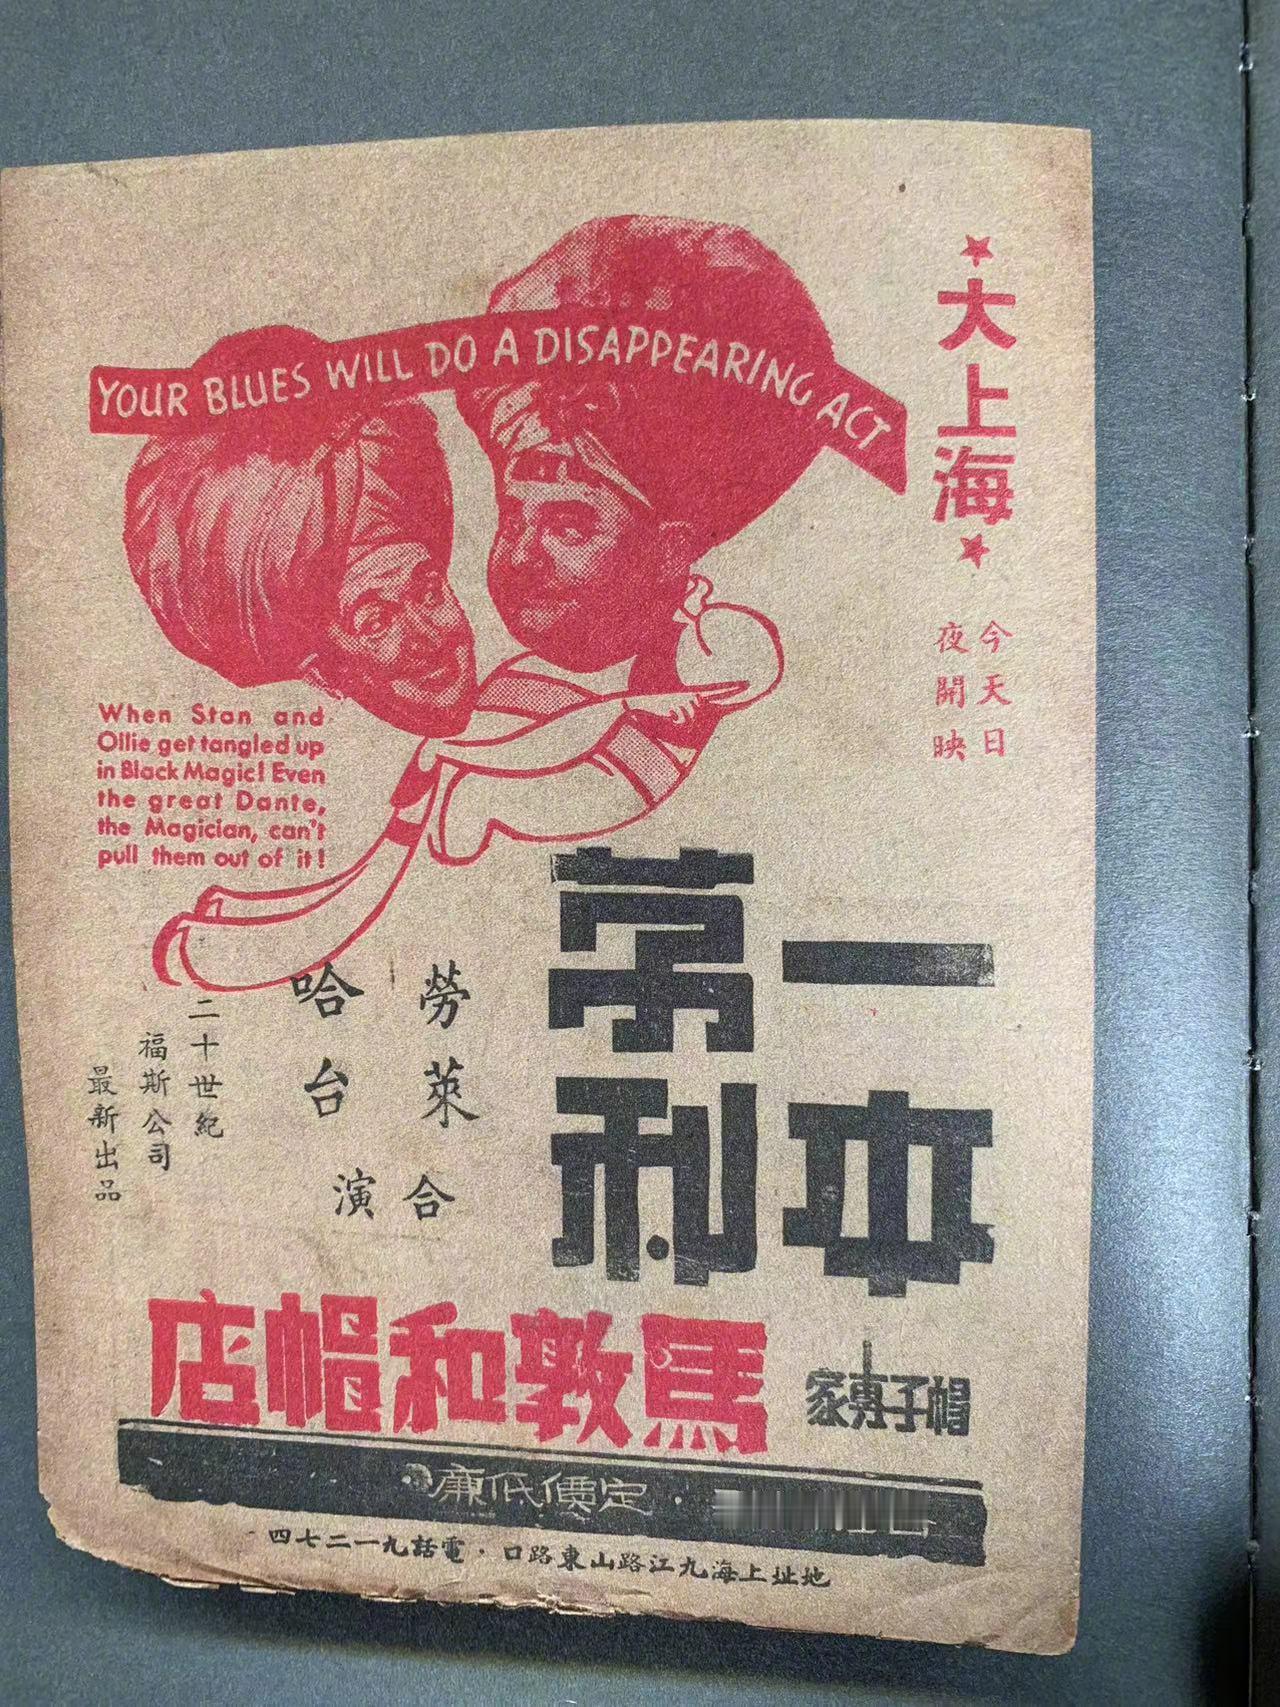 ★大上海★
今天日
夜開映
YOUR BLUES WILL DO A DISAPPEARING ACT
When Stan and
Ollie get tangled up
in Black Magic! Even
the great Dante,
the Magician, can't
pull them out of it!
一本
萬利
勞萊
哈台
合演
二十世紀
福斯公司
最新出品
帽子專家
馬敦和帽店
定價低廉
地址上海九江路山東路口・電話九一二七四